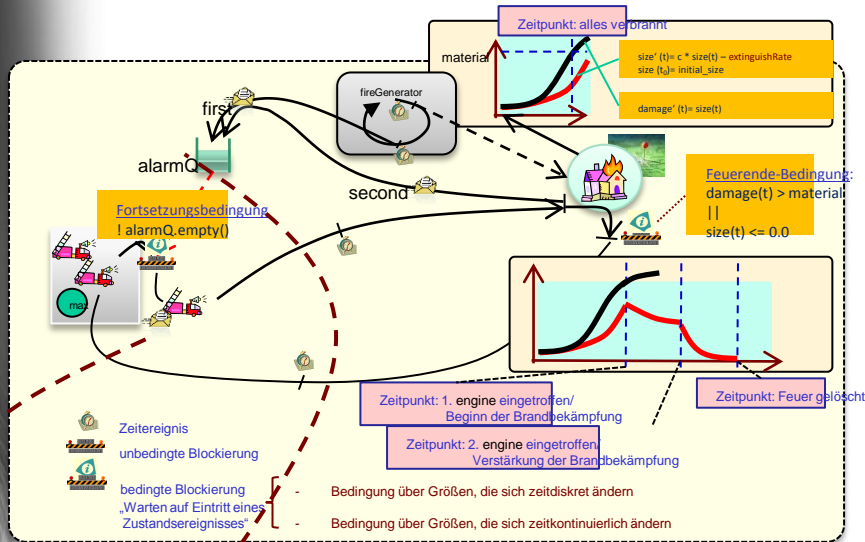 Zeitpunkt: alles verbrannt
material
size' (t)= c * size(t) – extinguishRate
size (t0)= initial_size
damage' (t)= size(t)
fireGenerator
first
alarmQ
second
Fortsetzungsbedingung
! alarmQ.empty()
max
Feuerende-Bedingung:
damage(t) > material
||
size(t) <= 0.0
Zeitpunkt: 1. engine eingetroffen/
Beginn der Brandbekämpfung
Zeitpunkt: Feuer gelöscht
Zeitpunkt: 2. engine eingetroffen/
Verstärkung der Brandbekämpfung
Zeitereignis
unbedingte Blockierung
bedingte Blockierung
„Warten auf Eintritt eines
Zustandsereignisses“
- Bedingung über Größen, die sich zeitdiskret ändern
- Bedingung über Größen, die sich zeitkontinuierlich ändern